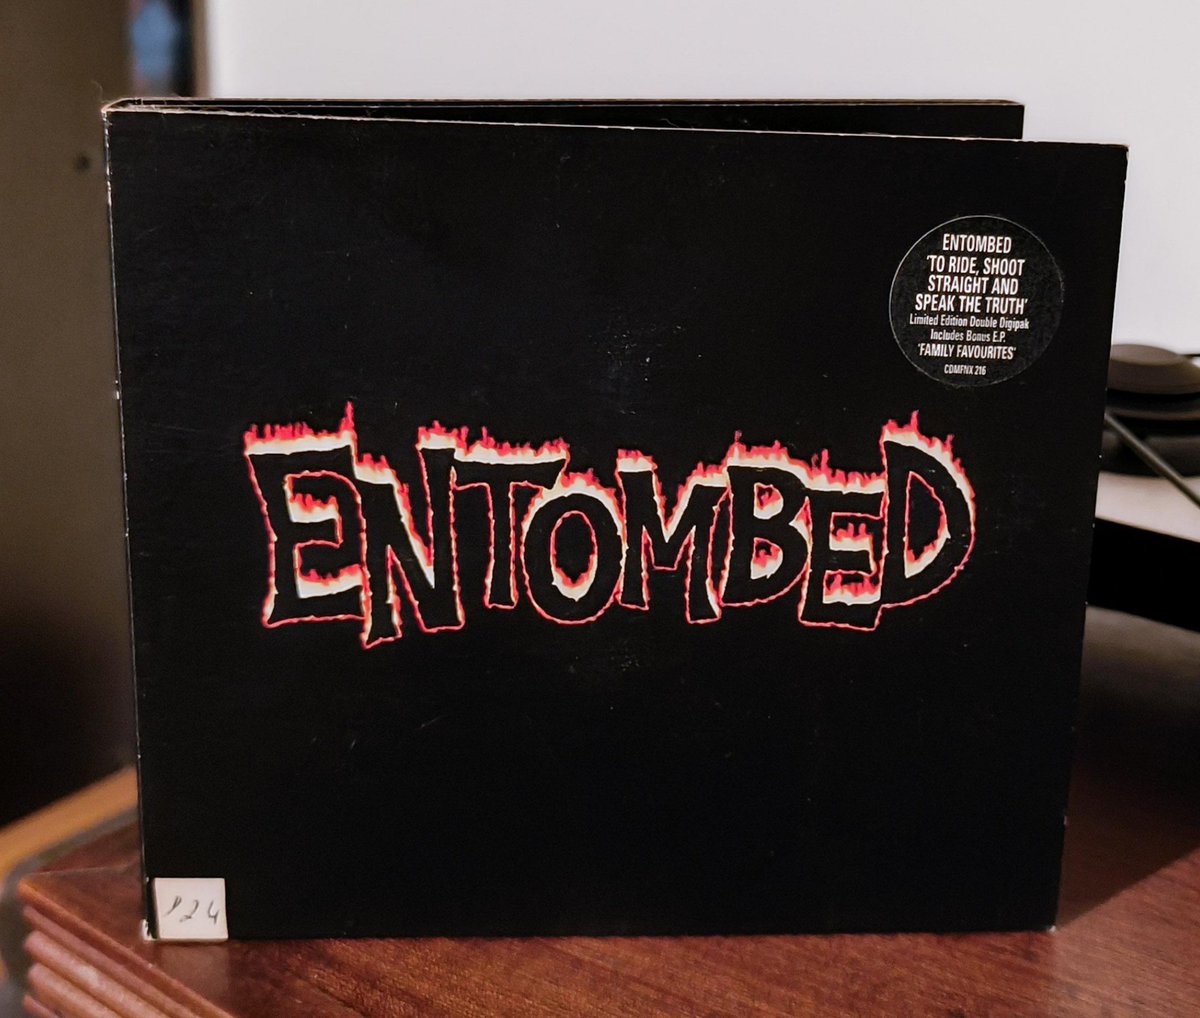 ENTOMBED
'TO RIDE, SHOOT
STRAIGHT AND
SPEAK THE TRUTH'
Limited Edition Double Digipak
Includes Bonus E.P.
'FAMILY FAVOURITES'
CDMFNX 216
ENTOMBED